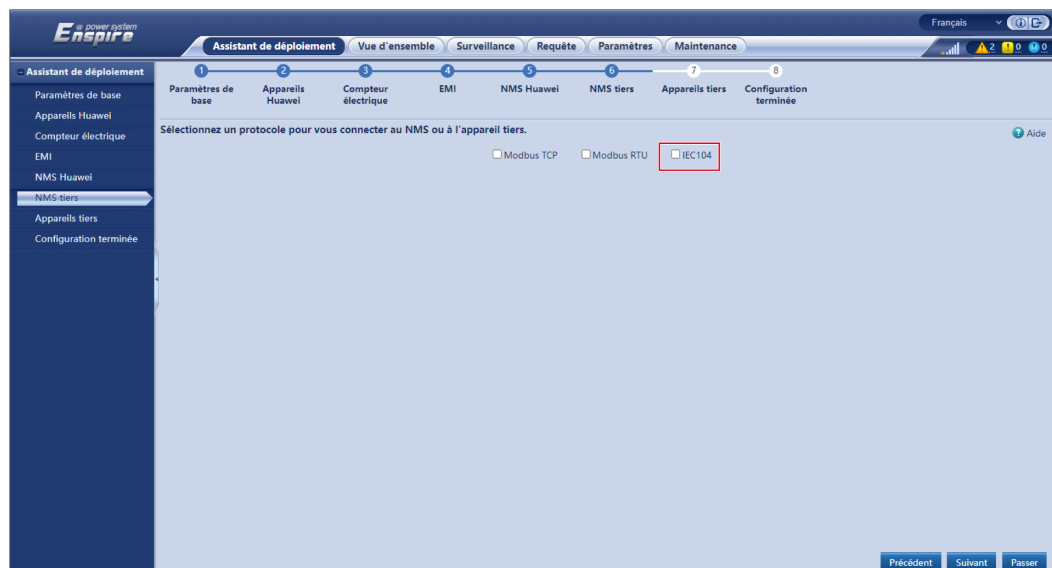 e power system
Enspire
Français
Assistant de déploiement Vue d'ensemble Surveillance Requête Paramètres Maintenance
2 0 0
Assistant de déploiement
Paramètres de base
Appareils Huawei
Compteur électrique
EMI
NMS Huawei
NMS tiers
Appareils tiers
Configuration terminée
1 2 3 4 5 6 7 8
Paramètres de base
Appareils Huawei
Compteur électrique
EMI
NMS Huawei
NMS tiers
Appareils tiers
Configuration terminée
Sélectionnez un protocole pour vous connecter au NMS ou à l'appareil tiers.
Aide
Modbus TCP Modbus RTU IEC104
Précédent Suivant Passer